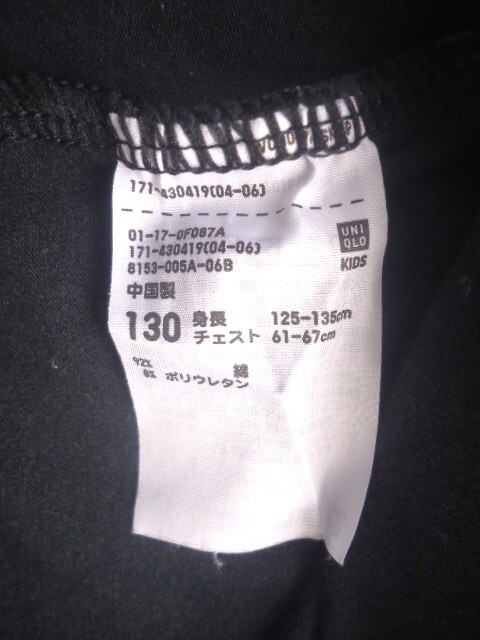 171-430419(04-06)
01-17-0F087A
171-430419(04-06)
8153-005A-06B
UNI
QLO
KIDS
中国製
130 身長 125-135cm
チェスト 61-67cm
92% 綿
8% ポリウレタン